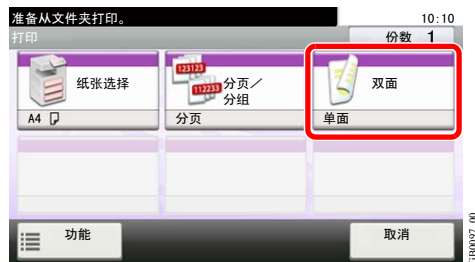 准备从文件夹打印。
10:10
打印
份数 1
纸张选择
A4
123123
112233
分页／
分组
分页
双面
单面
功能
取消
GB0087_00